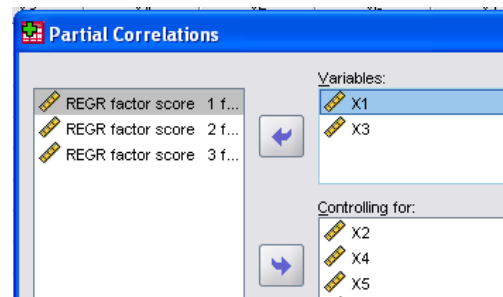 Partial Correlations
REGR factor score 1 f...
REGR factor score 2 f...
REGR factor score 3 f...
Variables:
X1
X3
Controlling for:
X2
X4
X5